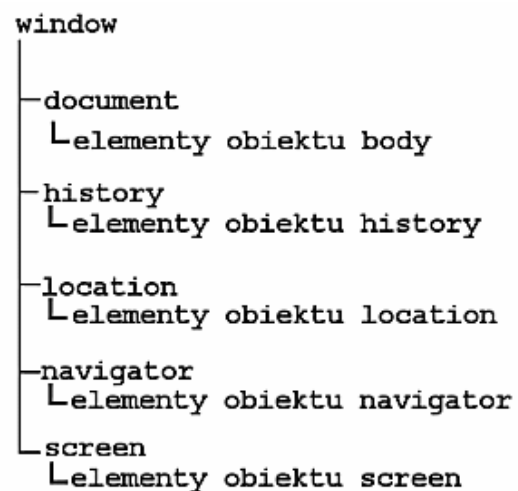 window
document
elementy obiektu body
history
elementy obiektu history
location
elementy obiektu location
navigator
elementy obiektu navigator
screen
elementy obiektu screen